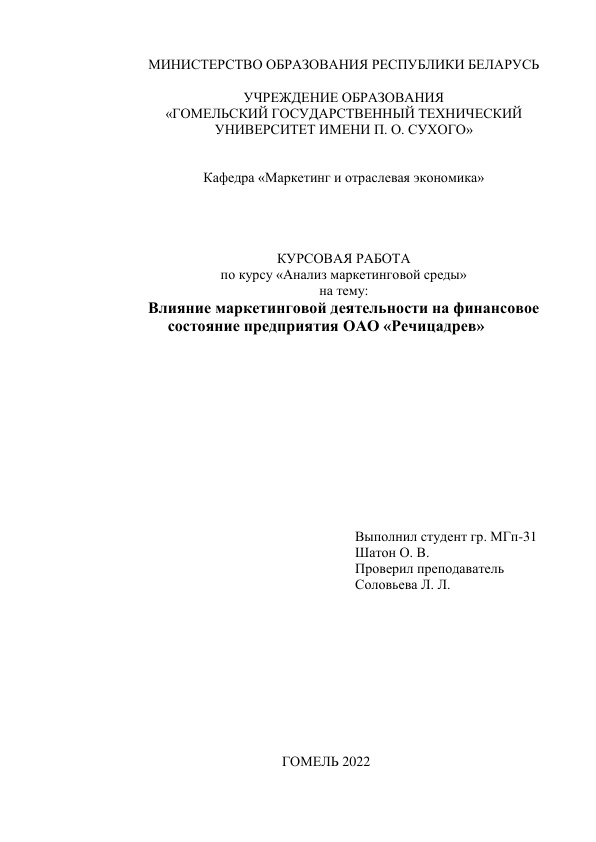 МИНИСТЕРСТВО ОБРАЗОВАНИЯ РЕСПУБЛИКИ БЕЛАРУСЬ
УЧРЕЖДЕНИЕ ОБРАЗОВАНИЯ
«ГОМЕЛЬСКИЙ ГОСУДАРСТВЕННЫЙ ТЕХНИЧЕСКИЙ
УНИВЕРСИТЕТ ИМЕНИ П. О. СУХОГО»
Кафедра «Маркетинг и отраслевая экономика»
КУРСОВАЯ РАБОТА
по курсу «Анализ маркетинговой среды»
на тему:
Влияние маркетинговой деятельности на финансовое
состояние предприятия ОАО «Речицадрев»
Выполнил студент гр. МГп-31
Шатон О. В.
Проверил преподаватель
Соловьева Л. Л.
ГОМЕЛЬ 2022